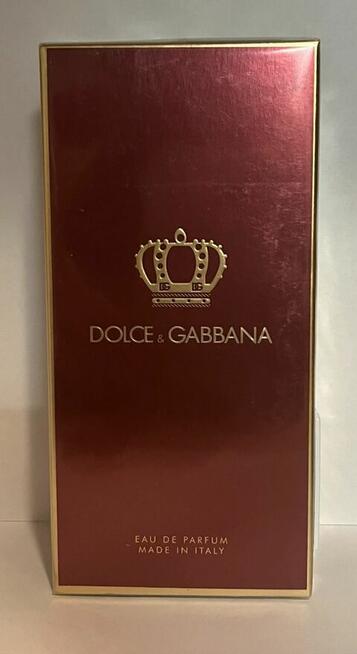 DOLCE & GABBANA
EAU DE PARFUM
MADE IN ITALY